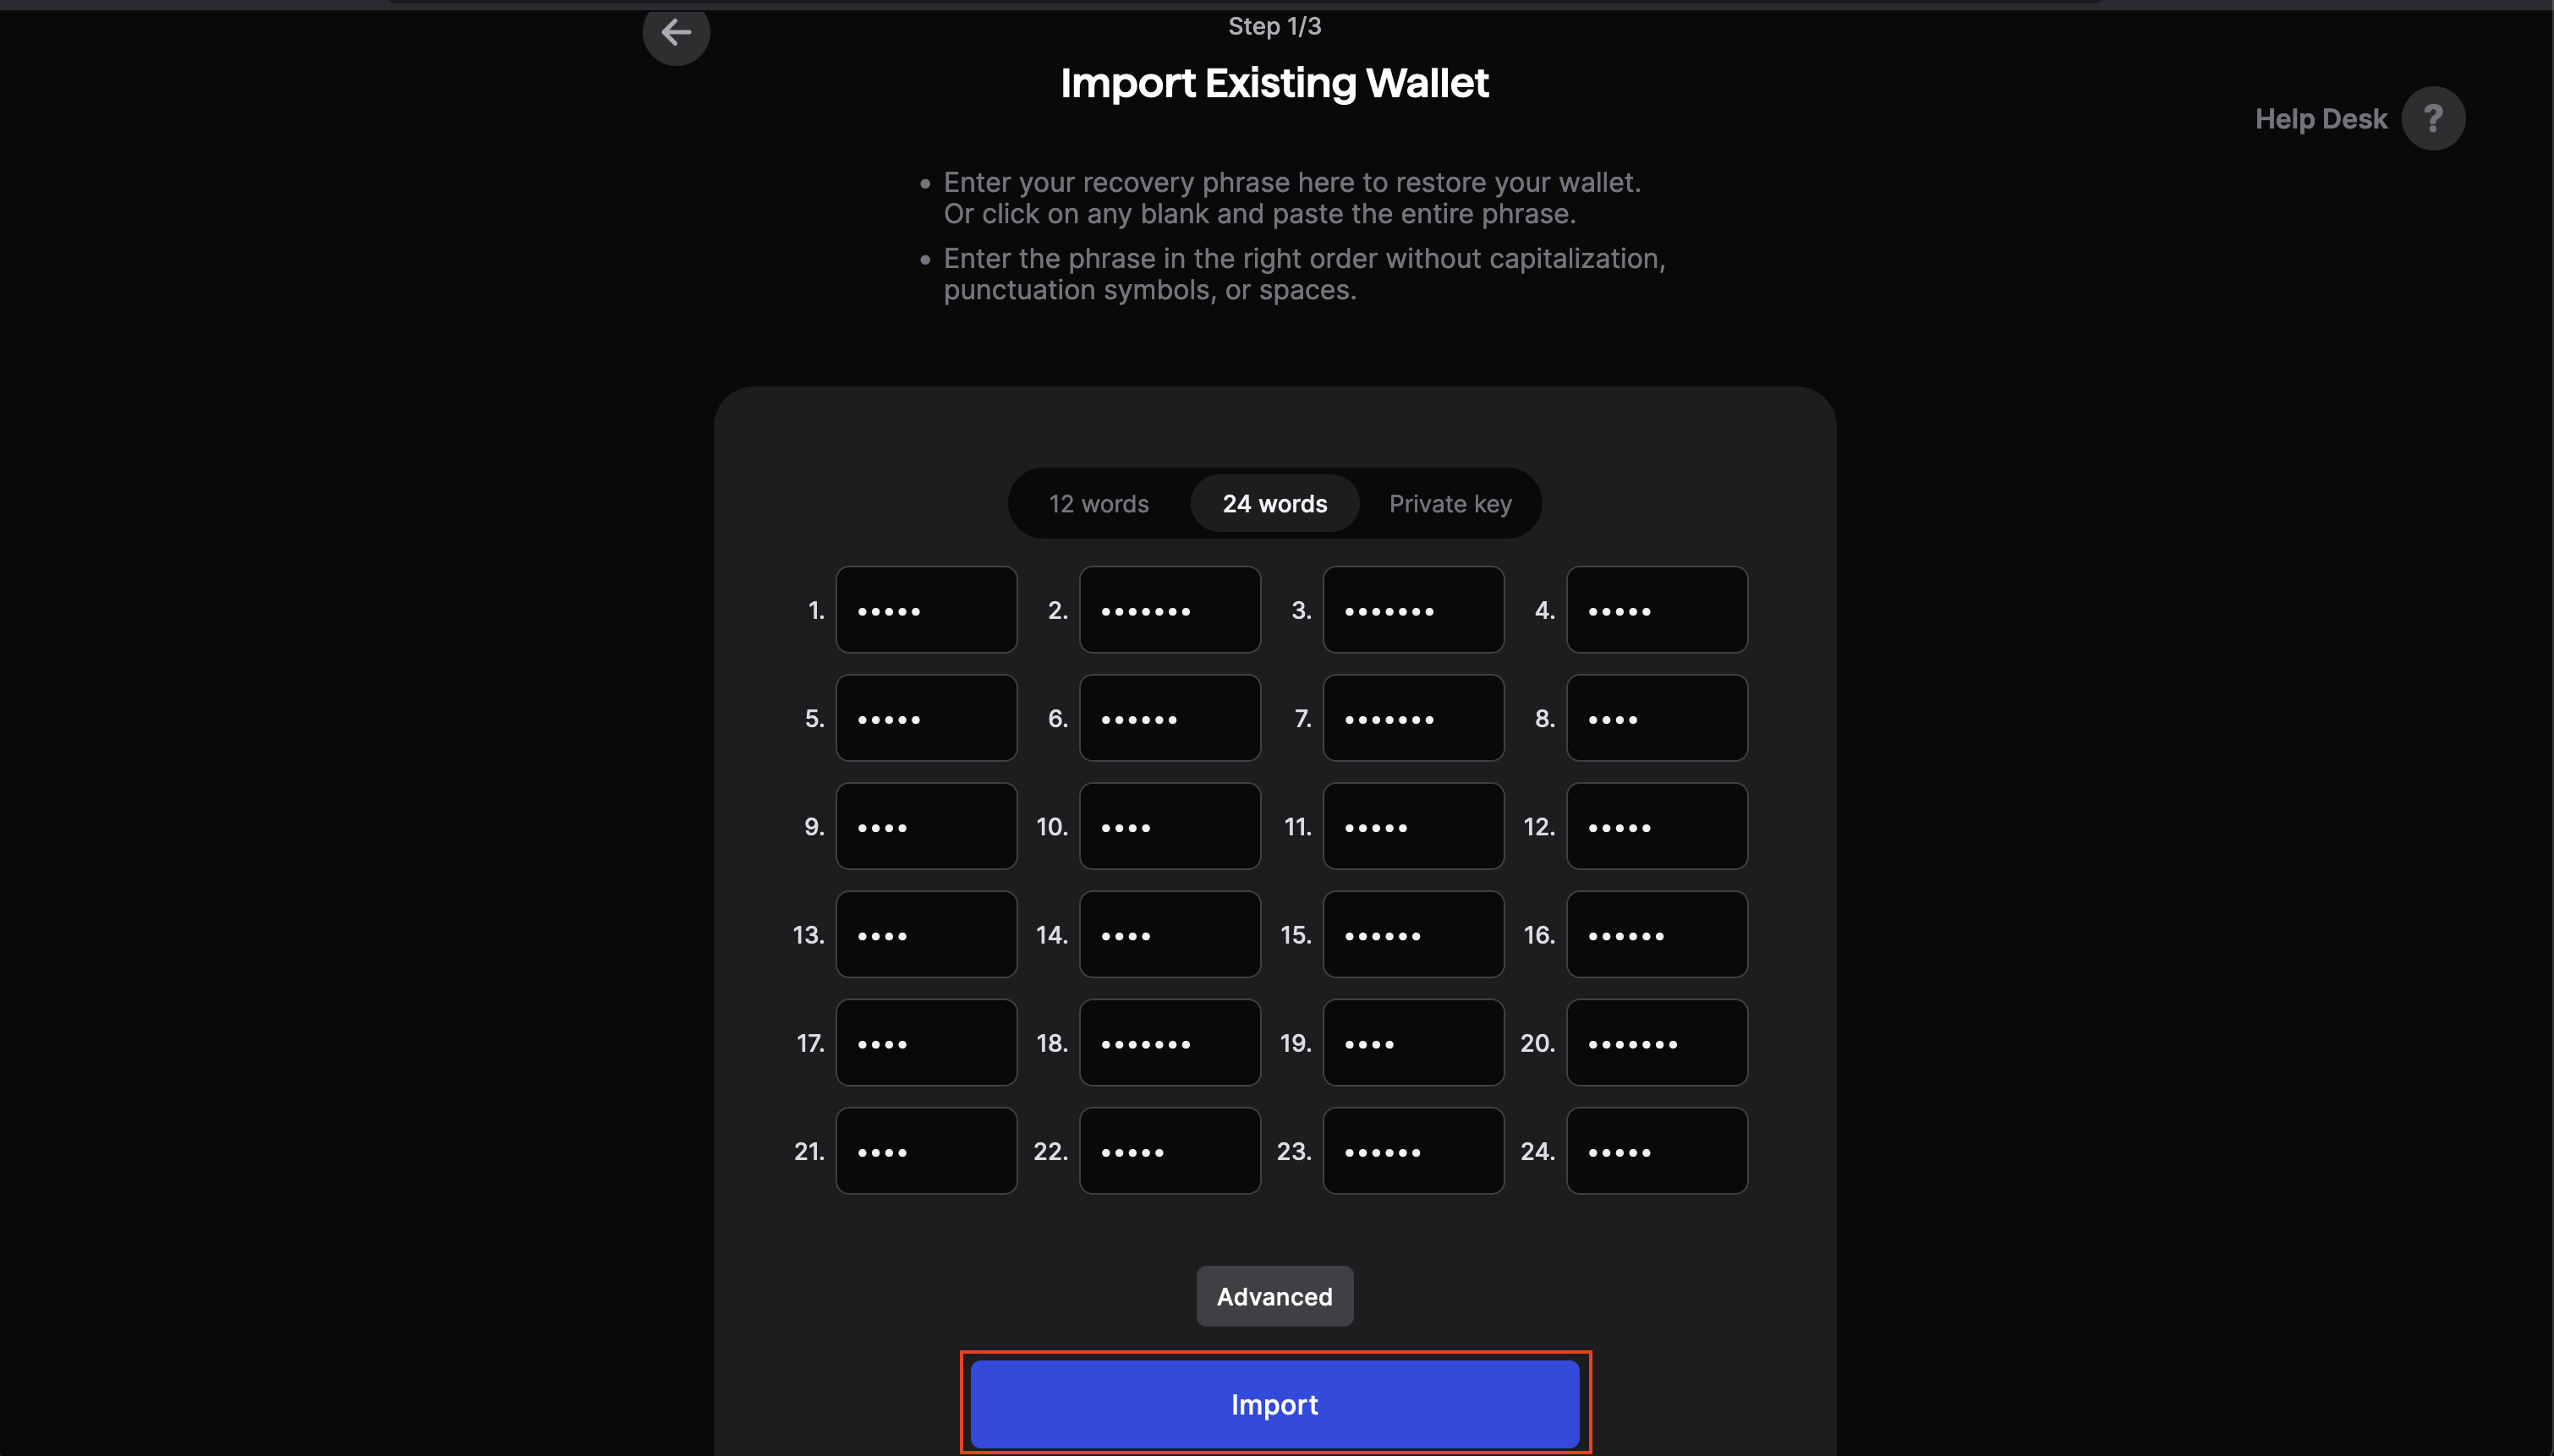 Step 1/3
Import Existing Wallet
Help Desk ?
• Enter your recovery phrase here to restore your wallet.
Or click on any blank and paste the entire phrase.
• Enter the phrase in the right order without capitalization,
punctuation symbols, or spaces.
12 words 24 words Private key
1. ••••• 2. ••••••• 3. ••••••• 4. •••••
5. ••••• 6. •••••• 7. ••••••• 8. ••••
9. •••• 10. •••• 11. ••••• 12. •••••
13. •••• 14. •••• 15. •••••• 16. ••••••
17. •••• 18. ••••••• 19. •••• 20. •••••••
21. •••• 22. ••••• 23. •••••• 24. •••••
Advanced
Import